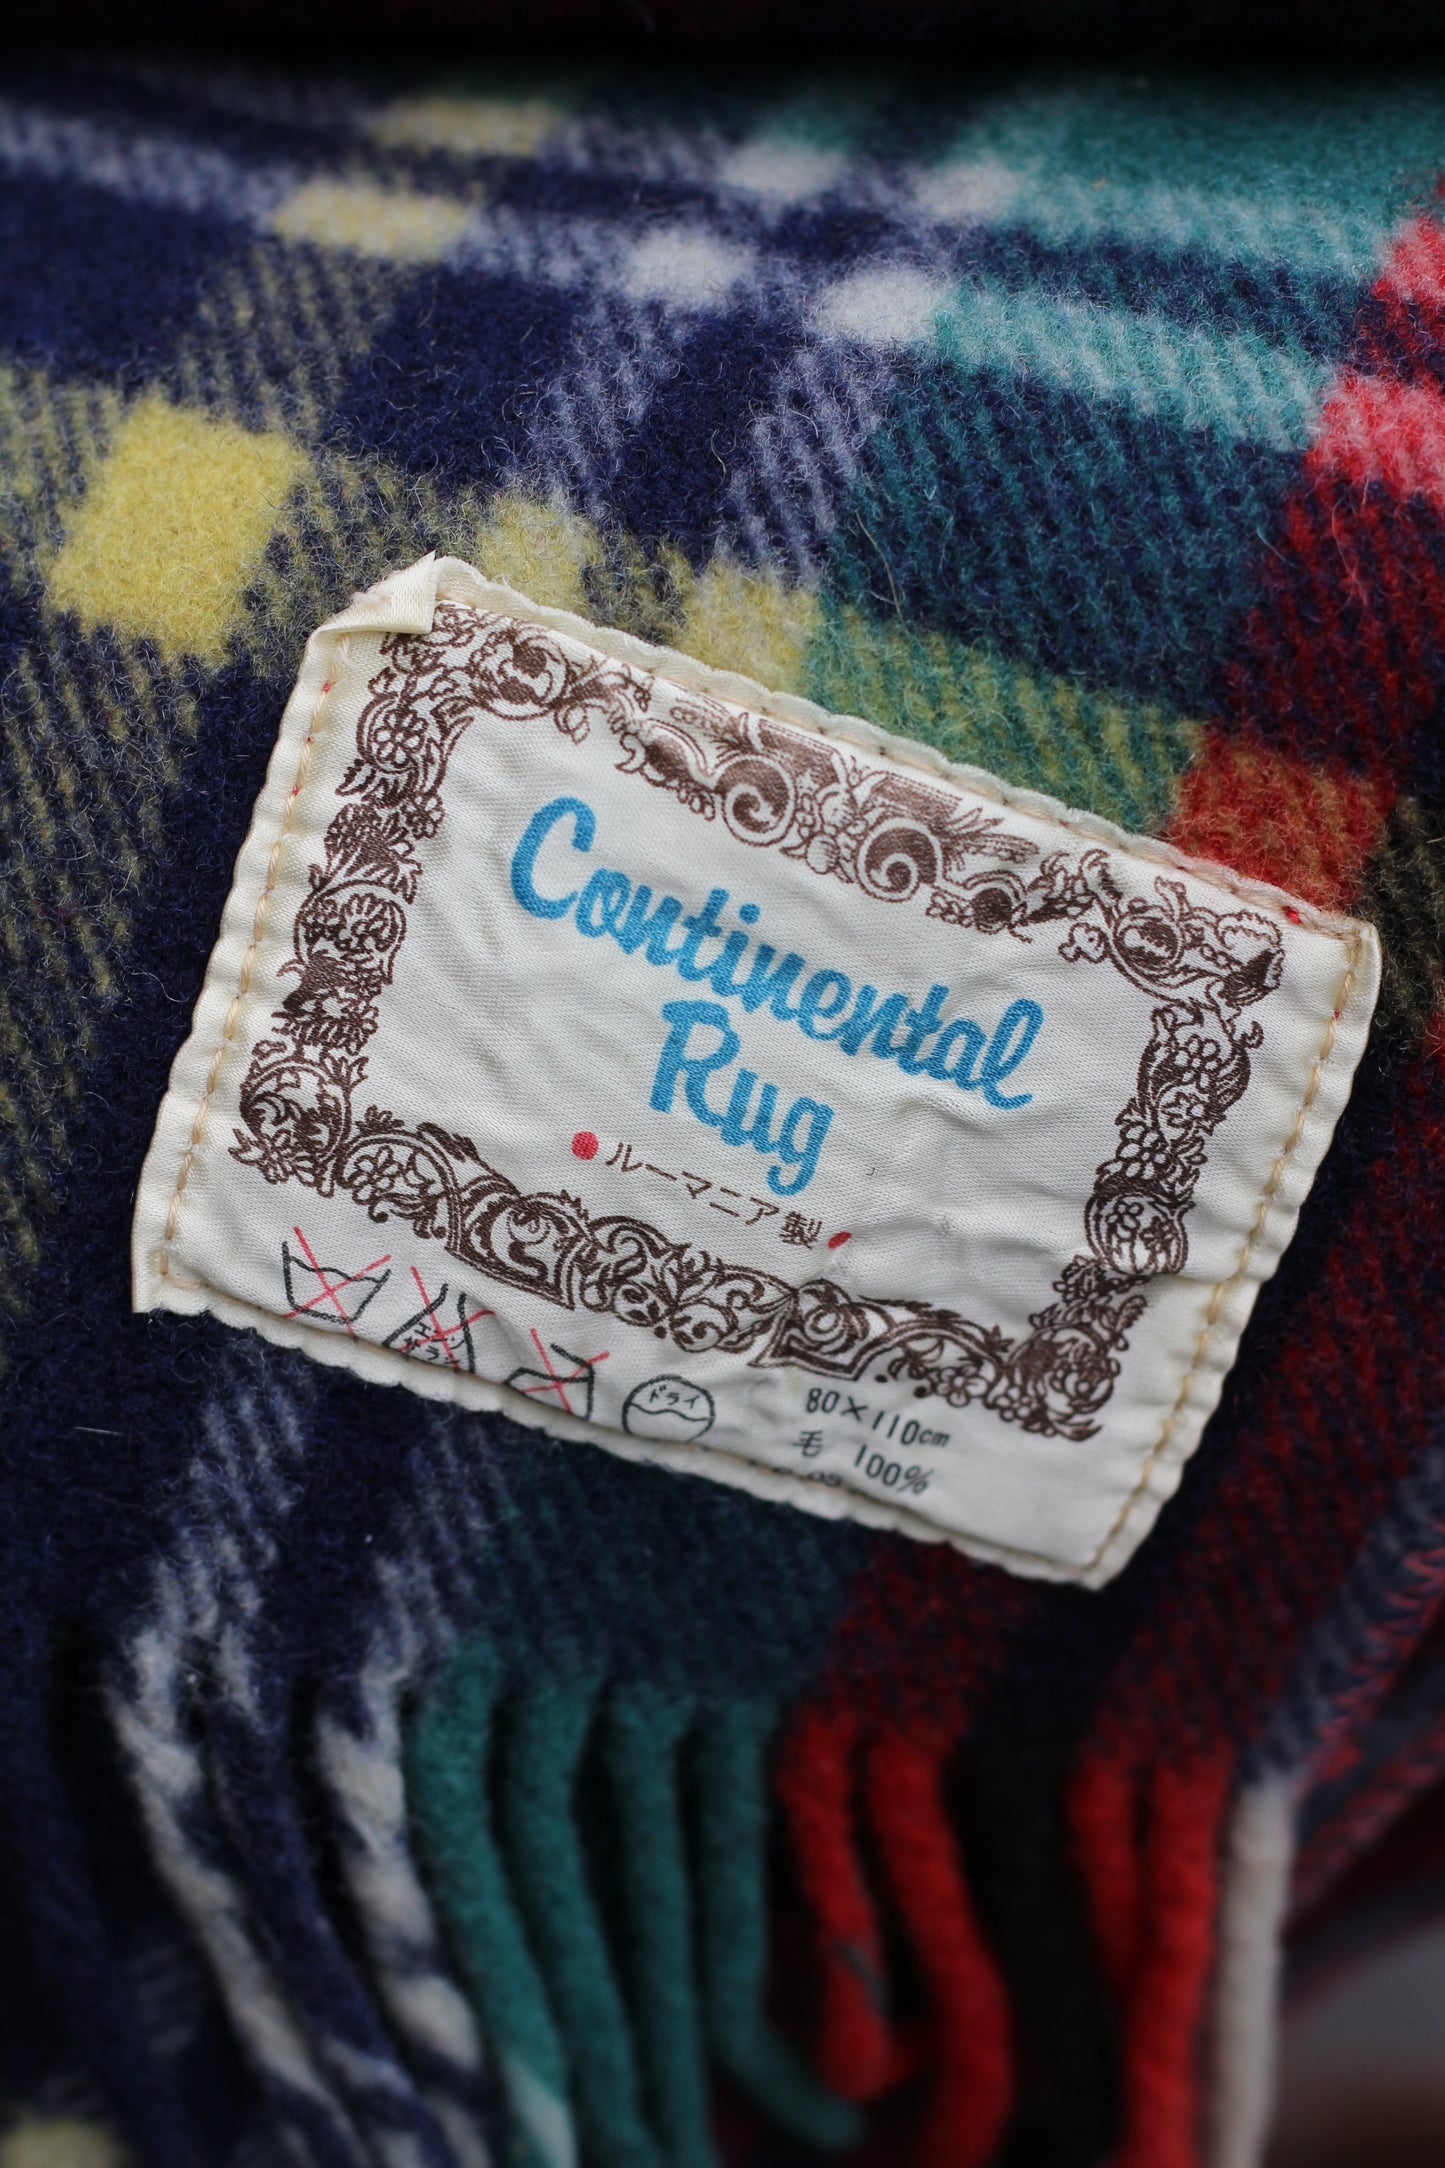 Continental
Rug
●ルーマニア製●
ドライ
80×110cm
毛 100%